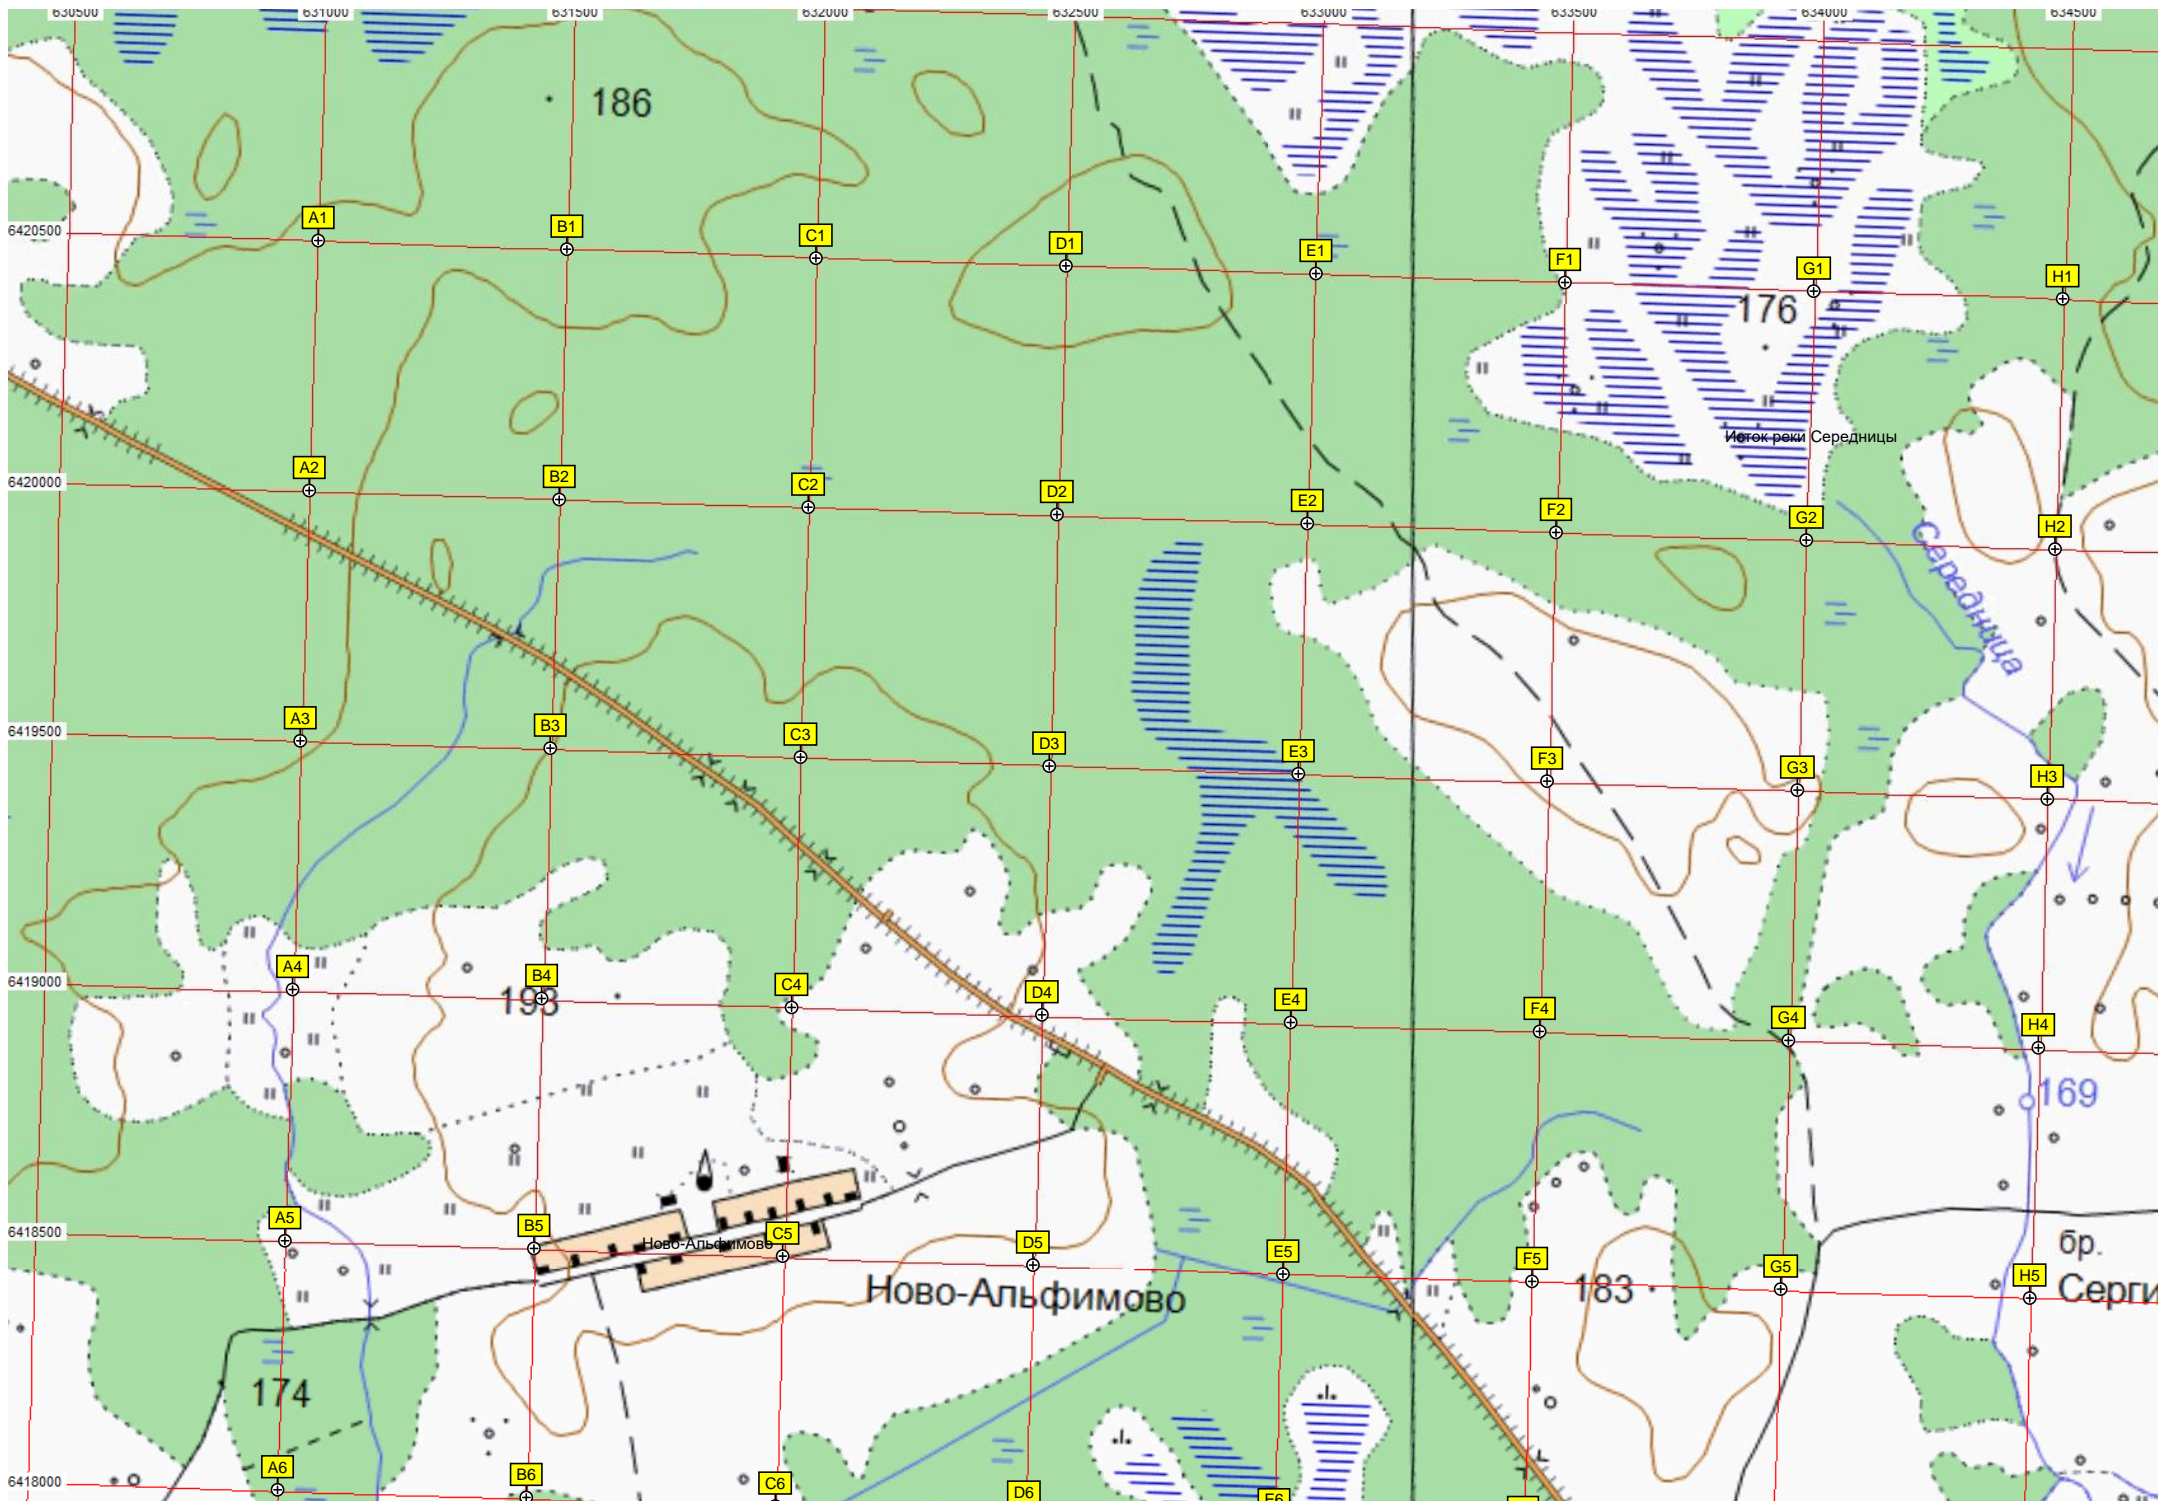 630500 631000 631500 632000 632500 633000 633500 634000 634500
186
A1 B1 C1 D1 E1 F1 G1 H1
6420500
176
Исток реки Середницы
A2 B2 C2 D2 E2 F2 G2 H2
6420000
Середница
A3 B3 C3 D3 E3 F3 G3 H3
6419500
A4 B4 C4 D4 E4 F4 G4 H4
6419000
193
169
A5 B5 C5 D5 E5 F5 G5 H5
6418500
Ново-Альфимово
бр.
Ново-Альфимово
183
Серги
174
A6 B6 C6 D6 E6
6418000